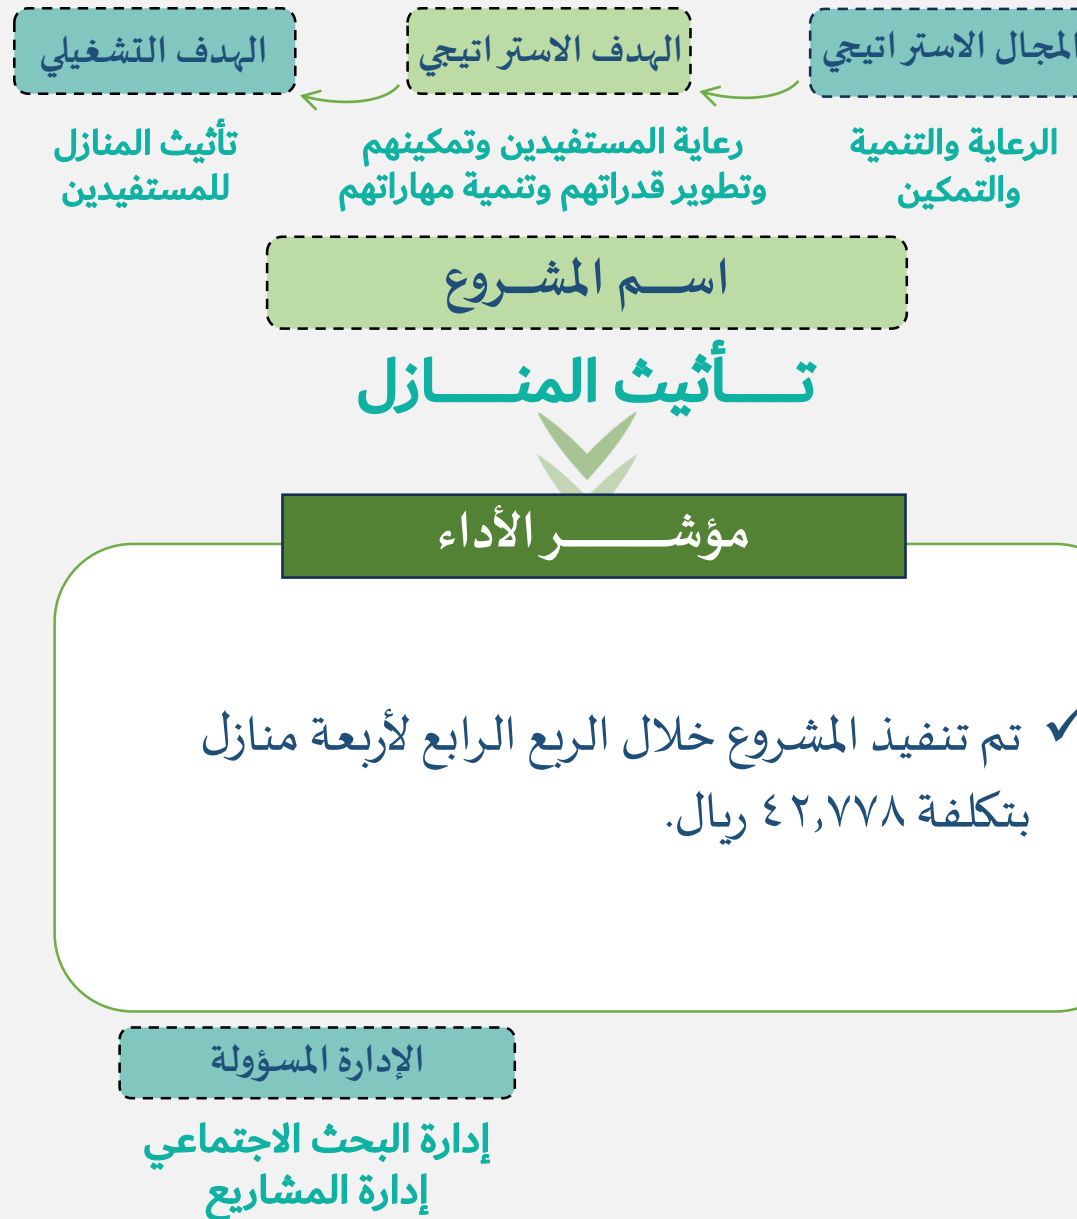 المجال الاستراتيجي
الرعاية والتنمية
والتمكين
الهدف الاستراتيجي
رعاية المستفيدين وتمكينهم
وتطوير قدراتهم وتنمية مهاراتهم
الهدف التشغيلي
تأثيث المنازل
للمستفيدين
اســـم المشـــروع
تـــأثيث المنـــازل
مؤشـــــر الأداء
✓ تم تنفيذ المشروع خلال الربع الرابع لأربعة منازل
بتكلفة ٤٢,٧٧٨ ريال.
الإدارة المسؤولة
إدارة البحث الاجتماعي
إدارة المشاريع